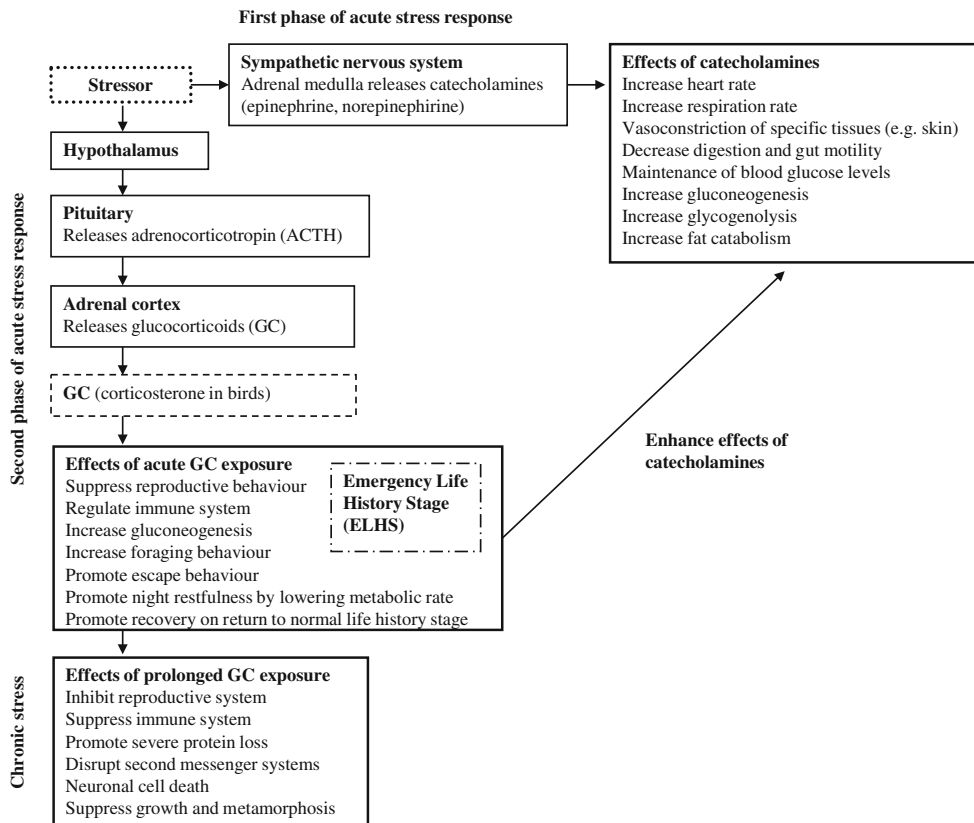 First phase of acute stress response
Stressor
Sympathetic nervous system
Adrenal medulla releases catecholamines
(epinephrine, norepinephirine)
Effects of catecholamines
Increase heart rate
Increase respiration rate
Vasoconstriction of specific tissues (e.g. skin)
Decrease digestion and gut motility
Maintenance of blood glucose levels
Increase gluconeogenesis
Increase glycogenolysis
Increase fat catabolism
Second phase of acute stress response
Hypothalamus
Pituitary
Releases adrenocorticotropin (ACTH)
Adrenal cortex
Releases glucocorticoids (GC)
GC (corticosterone in birds)
Effects of acute GC exposure
Suppress reproductive behaviour
Regulate immune system
Increase gluconeogenesis
Increase foraging behaviour
Promote escape behaviour
Promote night restfulness by lowering metabolic rate
Promote recovery on return to normal life history stage
Emergency Life
History Stage
(ELHS)
Enhance effects of
catecholamines
Chronic stress
Effects of prolonged GC exposure
Inhibit reproductive system
Suppress immune system
Promote severe protein loss
Disrupt second messenger systems
Neuronal cell death
Suppress growth and metamorphosis